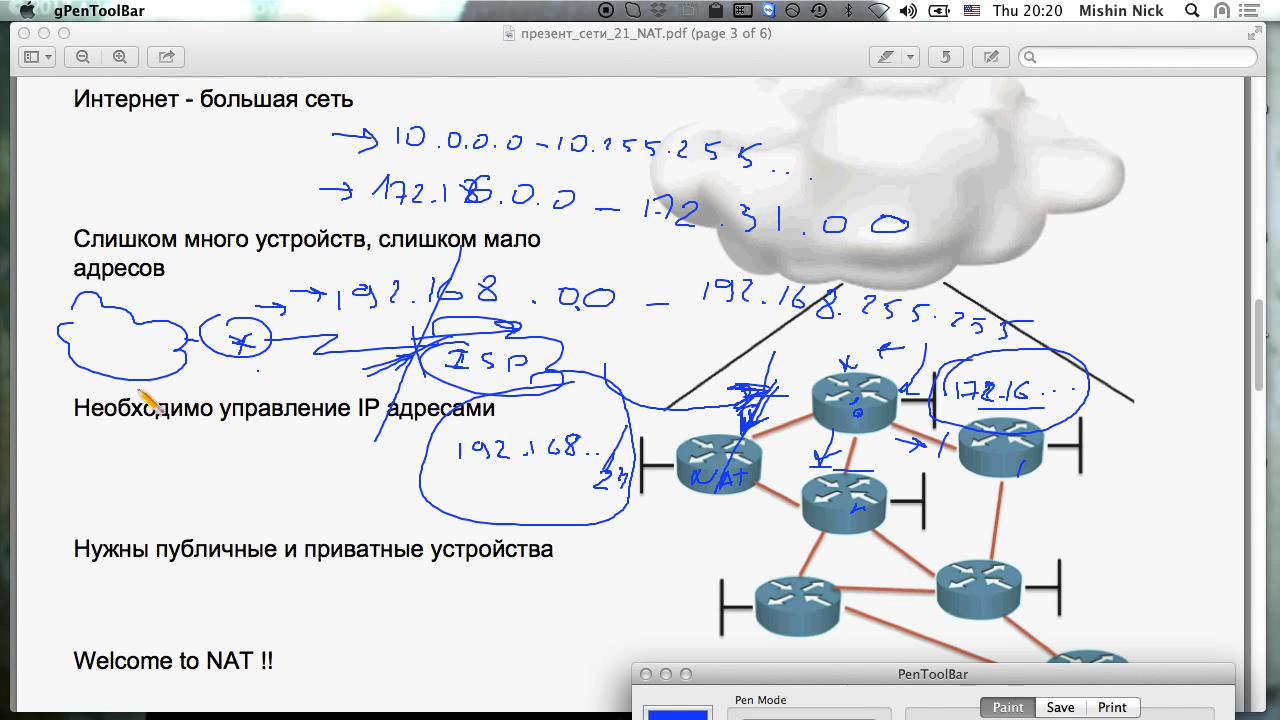 gPenToolBar Thu 20:20 Mishin Nick
презент_сети_21_NAT.pdf (page 3 of 6)
Интернет - большая сеть
→ 10.0.0.0 - 10.255.255...
→ 172.16.0.0 - 172.31.00
Слишком много устройств, слишком мало
адресов
→ → 192.168.0.0 - 192.168.255.255
ISP
172.16...
Необходимо управление IP адресами
192.168..
NAT
Нужны публичные и приватные устройства
Welcome to NAT !!
PenToolBar
Pen Mode
Paint Save Print